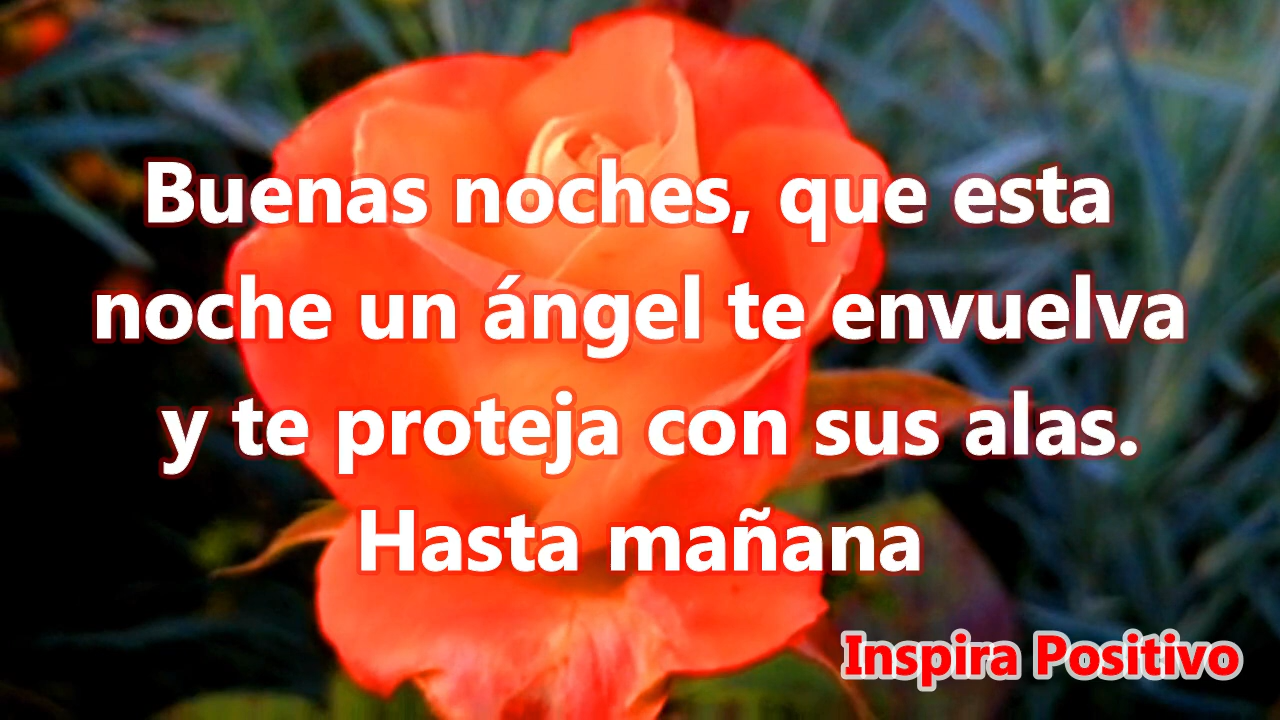 Buenas noches, que esta
noche un ángel te envuelva
y te proteja con sus alas.
Hasta mañana
Inspira Positivo